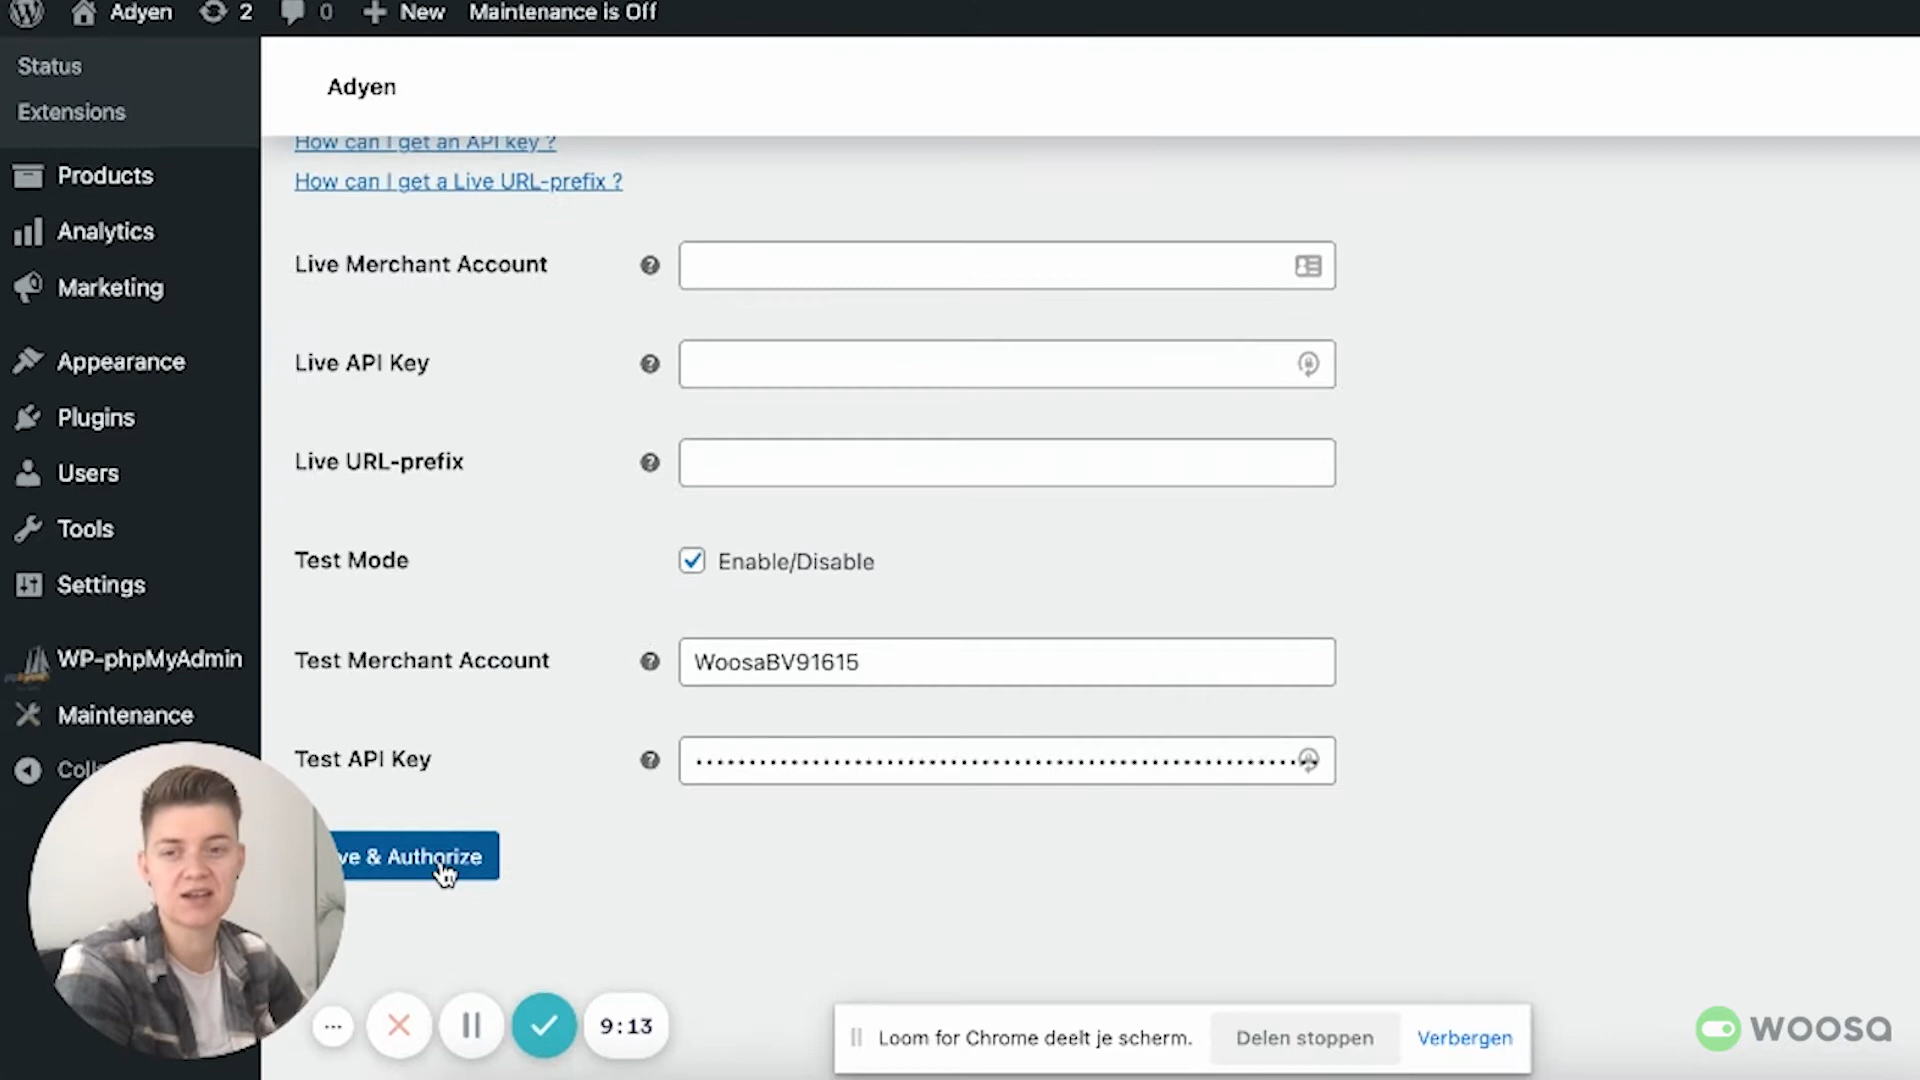 Adyen 2 0 New Maintenance is Off
Status
Extensions
Products
Analytics
Marketing
Appearance
Plugins
Users
Tools
Settings
WP-phpMyAdmin
Maintenance
Adyen
How can I get an API key ?
How can I get a Live URL-prefix ?
Live Merchant Account
Live API Key
Live URL-prefix
Test Mode Enable/Disable
Test Merchant Account WoosaBV91615
Test API Key
& Authorize
9:13
Loom for Chrome deelt je scherm. Delen stoppen Verbergen
woosa